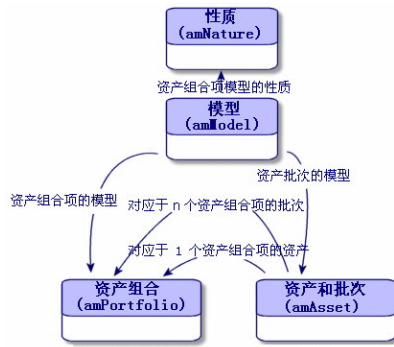 性质
(amNature)
资产组合项模型的性质
模型
(amModel)
资产批次的模型
资产组合项的模型
对应于 n 个资产组合项的批次
对应于 1 个资产组合项的资产
资产组合
(amPortfolio)
资产和批次
(amAsset)